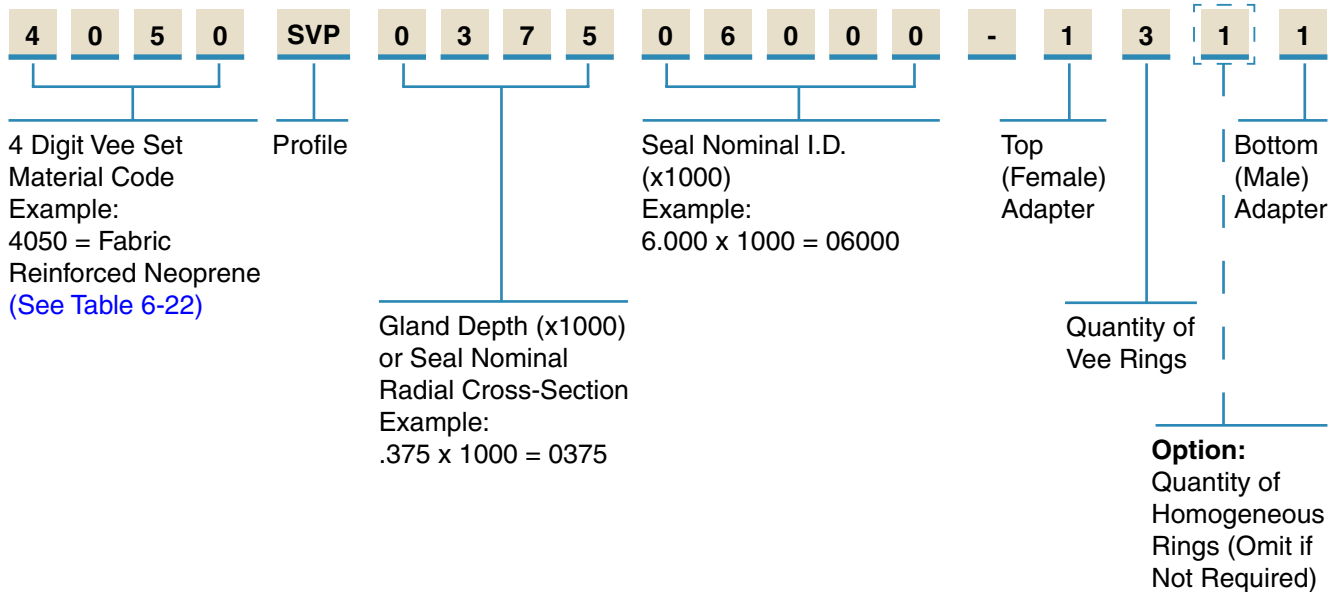 4 0 5 0 SVP 0 3 7 5 0 6 0 0 0 - 1 3 1 1
4 Digit Vee Set
Material Code
Example:
4050 = Fabric
Reinforced Neoprene
(See Table 6-22)
Profile
Gland Depth (x1000)
or Seal Nominal
Radial Cross-Section
Example:
.375 x 1000 = 0375
Seal Nominal I.D.
(x1000)
Example:
6.000 x 1000 = 06000
Top
(Female)
Adapter
Quantity of
Vee Rings
Option:
Quantity of
Homogeneous
Rings (Omit if
Not Required)
Bottom
(Male)
Adapter